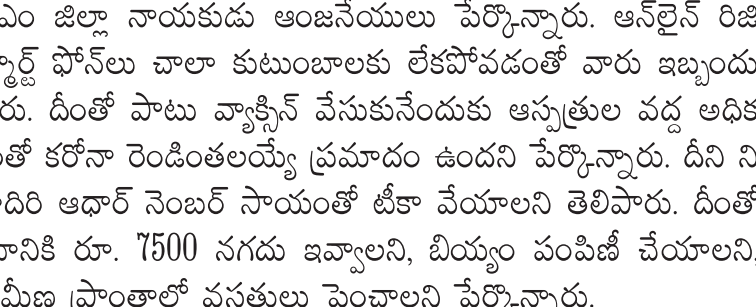 ఎం జిల్లా నాయకుడు ఆంజనేయులు పేర్కొన్నారు. ఆన్‌లైన్ రిజి
్మార్ట్ ఫోన్‌లు చాలా కుటుంబాలకు లేకపోవడంతో వారు ఇబ్బందు
రు. దీంతో పాటు వ్యాక్సిన్ వేసుకునేందుకు ఆస్పత్రుల వద్ద అధిక
తో కరోనా రెండింతలయ్యే ప్రమాదం ఉందని పేర్కొన్నారు. దీని ని
దిరి ఆధార్ నెంబర్ సాయంతో టీకా వేయాలని తెలిపారు. దీంతో
ానికి రూ. 7500 నగదు ఇవ్వాలని, బియ్యం పంపిణీ చేయాలని,
మీణ ప్రాంతాల్లో వసతులు పెంచాలని పేర్కొన్నారు.